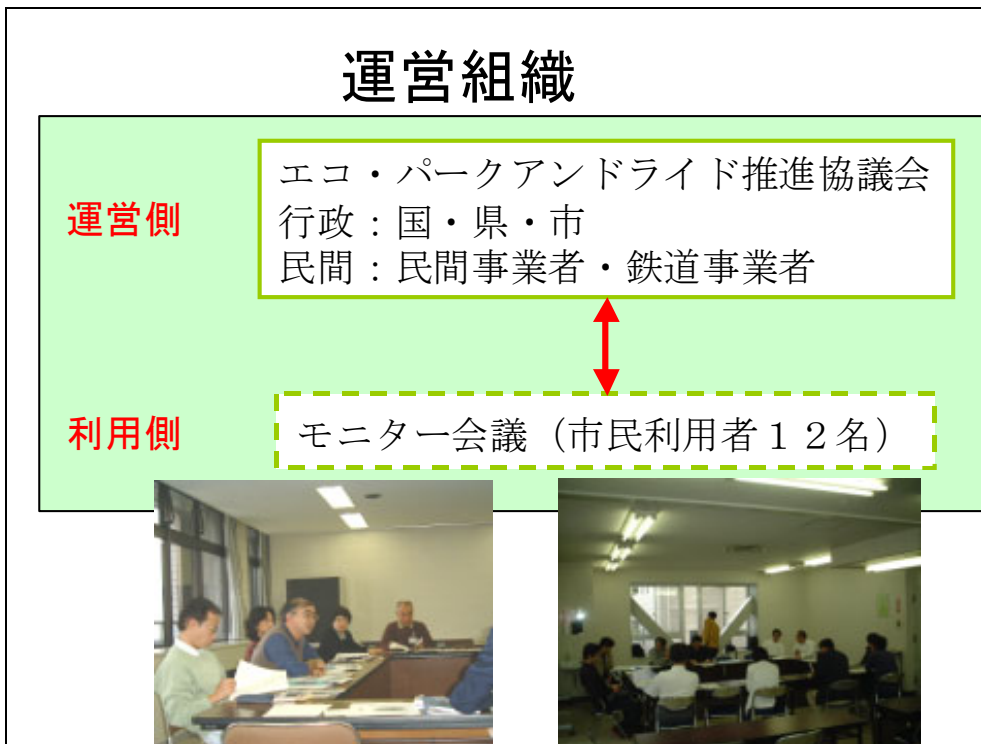 運営組織
運営側
エコ・パークアンドライド推進協議会
行政：国・県・市
民間：民間事業者・鉄道事業者
利用側
モニター会議（市民利用者１２名）